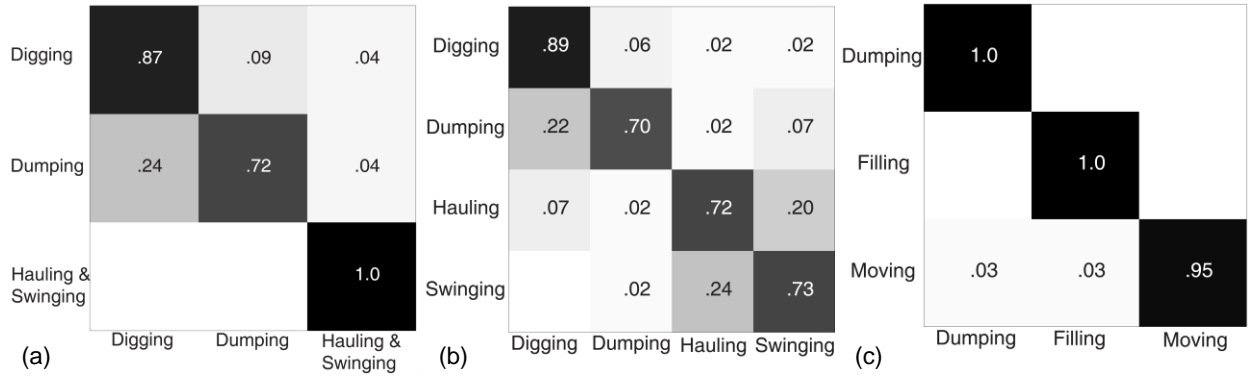 Digging .87 .09 .04
Dumping .24 .72 .04
Hauling &
Swinging 1.0
Digging Dumping Hauling &
Swinging
(a)
Digging .89 .06 .02 .02
Dumping .22 .70 .02 .07
Hauling .07 .02 .72 .20
Swinging .02 .24 .73
Digging Dumping Hauling Swinging
(b)
Dumping 1.0
Filling 1.0
Moving .03 .03 .95
Dumping Filling Moving
(c)